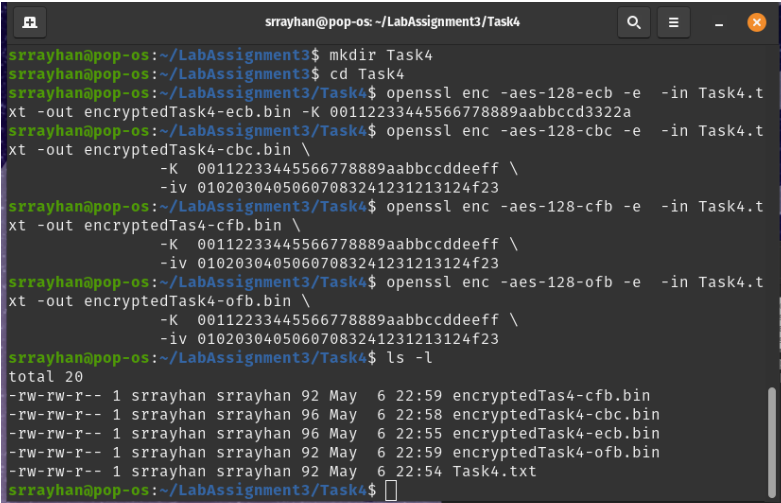 srrayhan@pop-os: ~/LabAssignment3/Task4
srrayhan@pop-os:~/LabAssignment3$ mkdir Task4
srrayhan@pop-os:~/LabAssignment3$ cd Task4
srrayhan@pop-os:~/LabAssignment3/Task4$ openssl enc -aes-128-ecb -e  -in Task4.t
xt -out encryptedTask4-ecb.bin -K 00112233445566778889aabbccd3322a
srrayhan@pop-os:~/LabAssignment3/Task4$ openssl enc -aes-128-cbc -e  -in Task4.t
xt -out encryptedTask4-cbc.bin \
                -K  00112233445566778889aabbccddeeff \
                -iv 01020304050607083241231213124f23
srrayhan@pop-os:~/LabAssignment3/Task4$ openssl enc -aes-128-cfb -e  -in Task4.t
xt -out encryptedTas4-cfb.bin \
                -K  00112233445566778889aabbccddeeff \
                -iv 01020304050607083241231213124f23
srrayhan@pop-os:~/LabAssignment3/Task4$ openssl enc -aes-128-ofb -e  -in Task4.t
xt -out encryptedTask4-ofb.bin \
                -K  00112233445566778889aabbccddeeff \
                -iv 01020304050607083241231213124f23
srrayhan@pop-os:~/LabAssignment3/Task4$ ls -l
total 20
-rw-rw-r-- 1 srrayhan srrayhan 92 May  6 22:59 encryptedTas4-cfb.bin
-rw-rw-r-- 1 srrayhan srrayhan 96 May  6 22:58 encryptedTask4-cbc.bin
-rw-rw-r-- 1 srrayhan srrayhan 96 May  6 22:55 encryptedTask4-ecb.bin
-rw-rw-r-- 1 srrayhan srrayhan 92 May  6 22:59 encryptedTask4-ofb.bin
-rw-rw-r-- 1 srrayhan srrayhan 92 May  6 22:54 Task4.txt
srrayhan@pop-os:~/LabAssignment3/Task4$